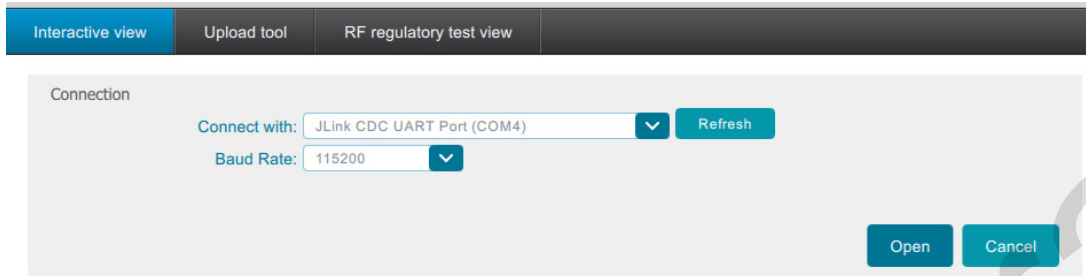 Interactive view Upload tool RF regulatory test view
Connection
Connect with: JLink CDC UART Port (COM4) Refresh
Baud Rate: 115200
Open Cancel